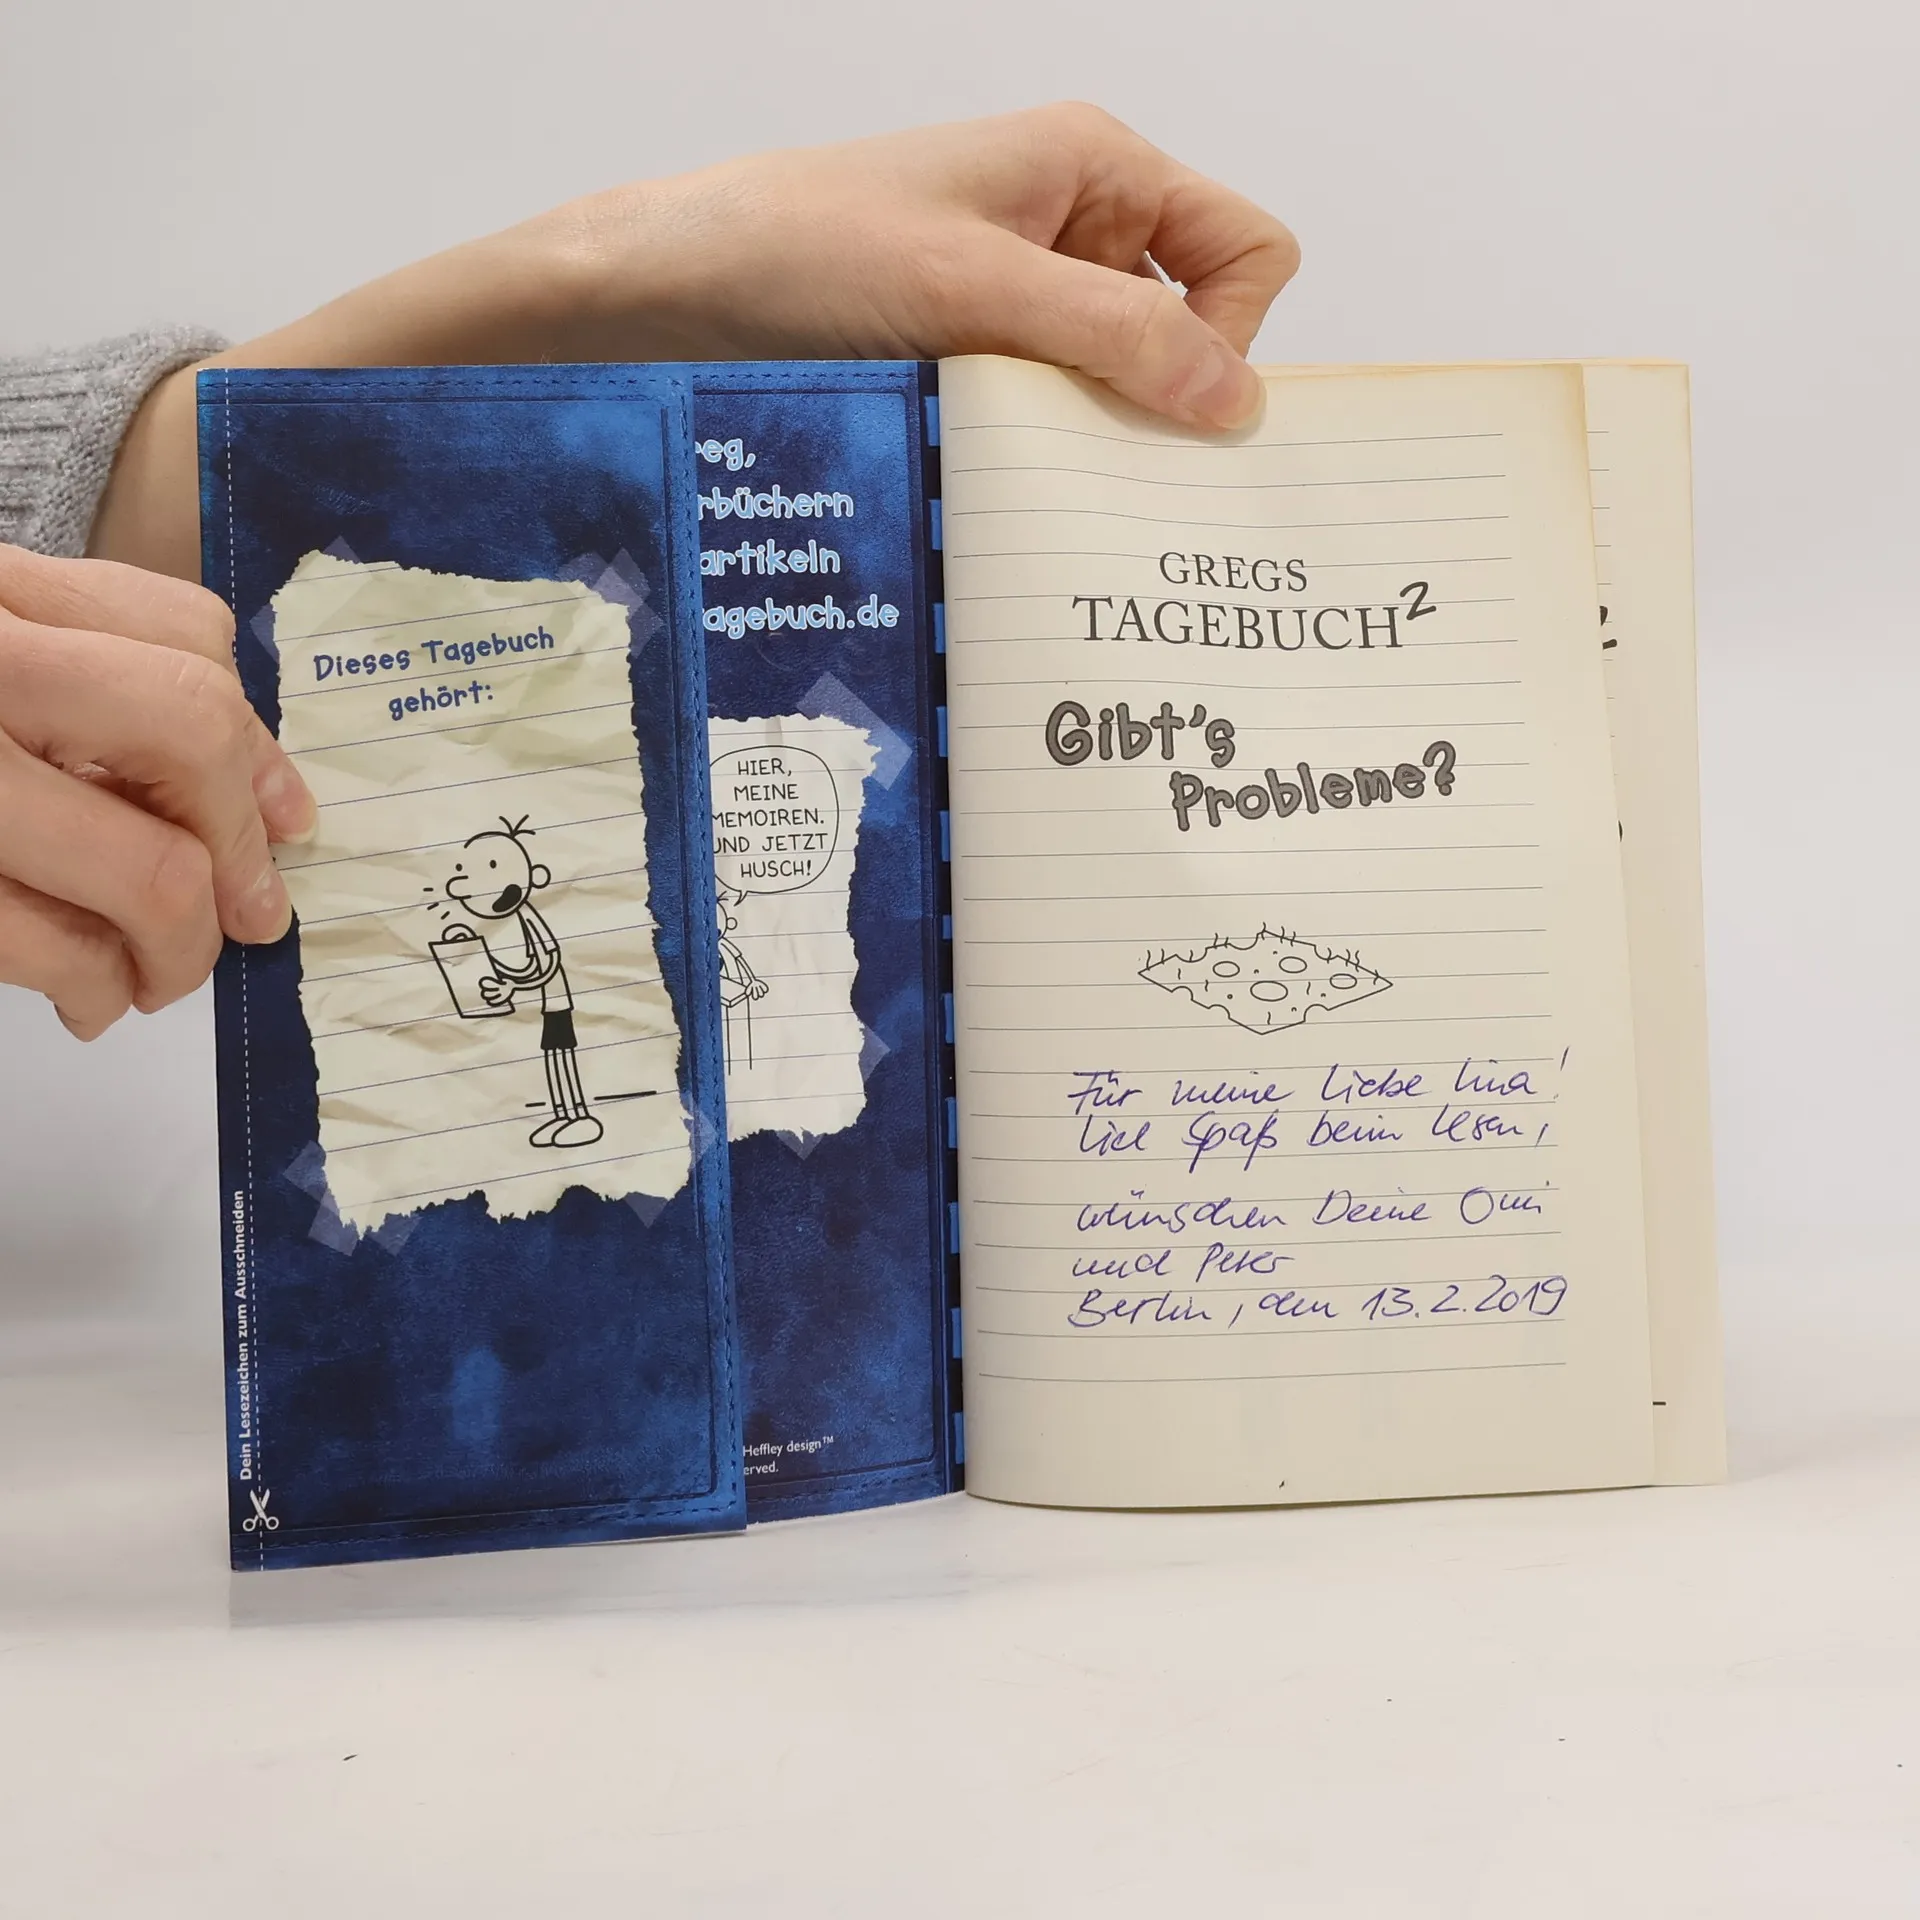 Dieses Tagebuch
gehört:
Dein Lesezeichen zum Ausschneiden
eg,
rbüchern
artikeln
agebuch.de
HIER,
MEINE
MEMOIREN.
UND JETZT
HUSCH!
Heffley design™
erved.
GREGS
TAGEBUCH2
Gibt's
Probleme?
Für meine liebe Lina!
Viel Spaß beim Lesen,
wünschen Deine Omi
und Peter
Berlin, den 13.2.2019
2